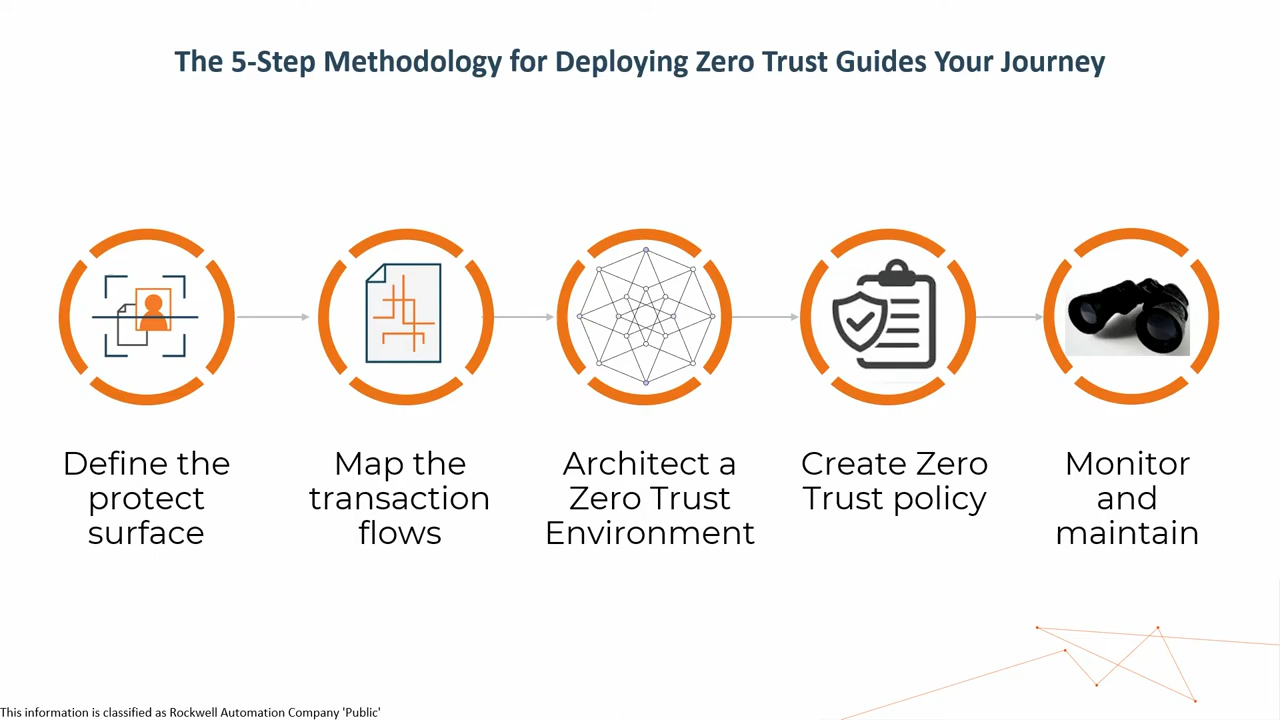 The 5-Step Methodology for Deploying Zero Trust Guides Your Journey
Define the
protect
surface
Map the
transaction
flows
Architect a
Zero Trust
Environment
Create Zero
Trust policy
Monitor
and
maintain
This information is classified as Rockwell Automation Company 'Public'